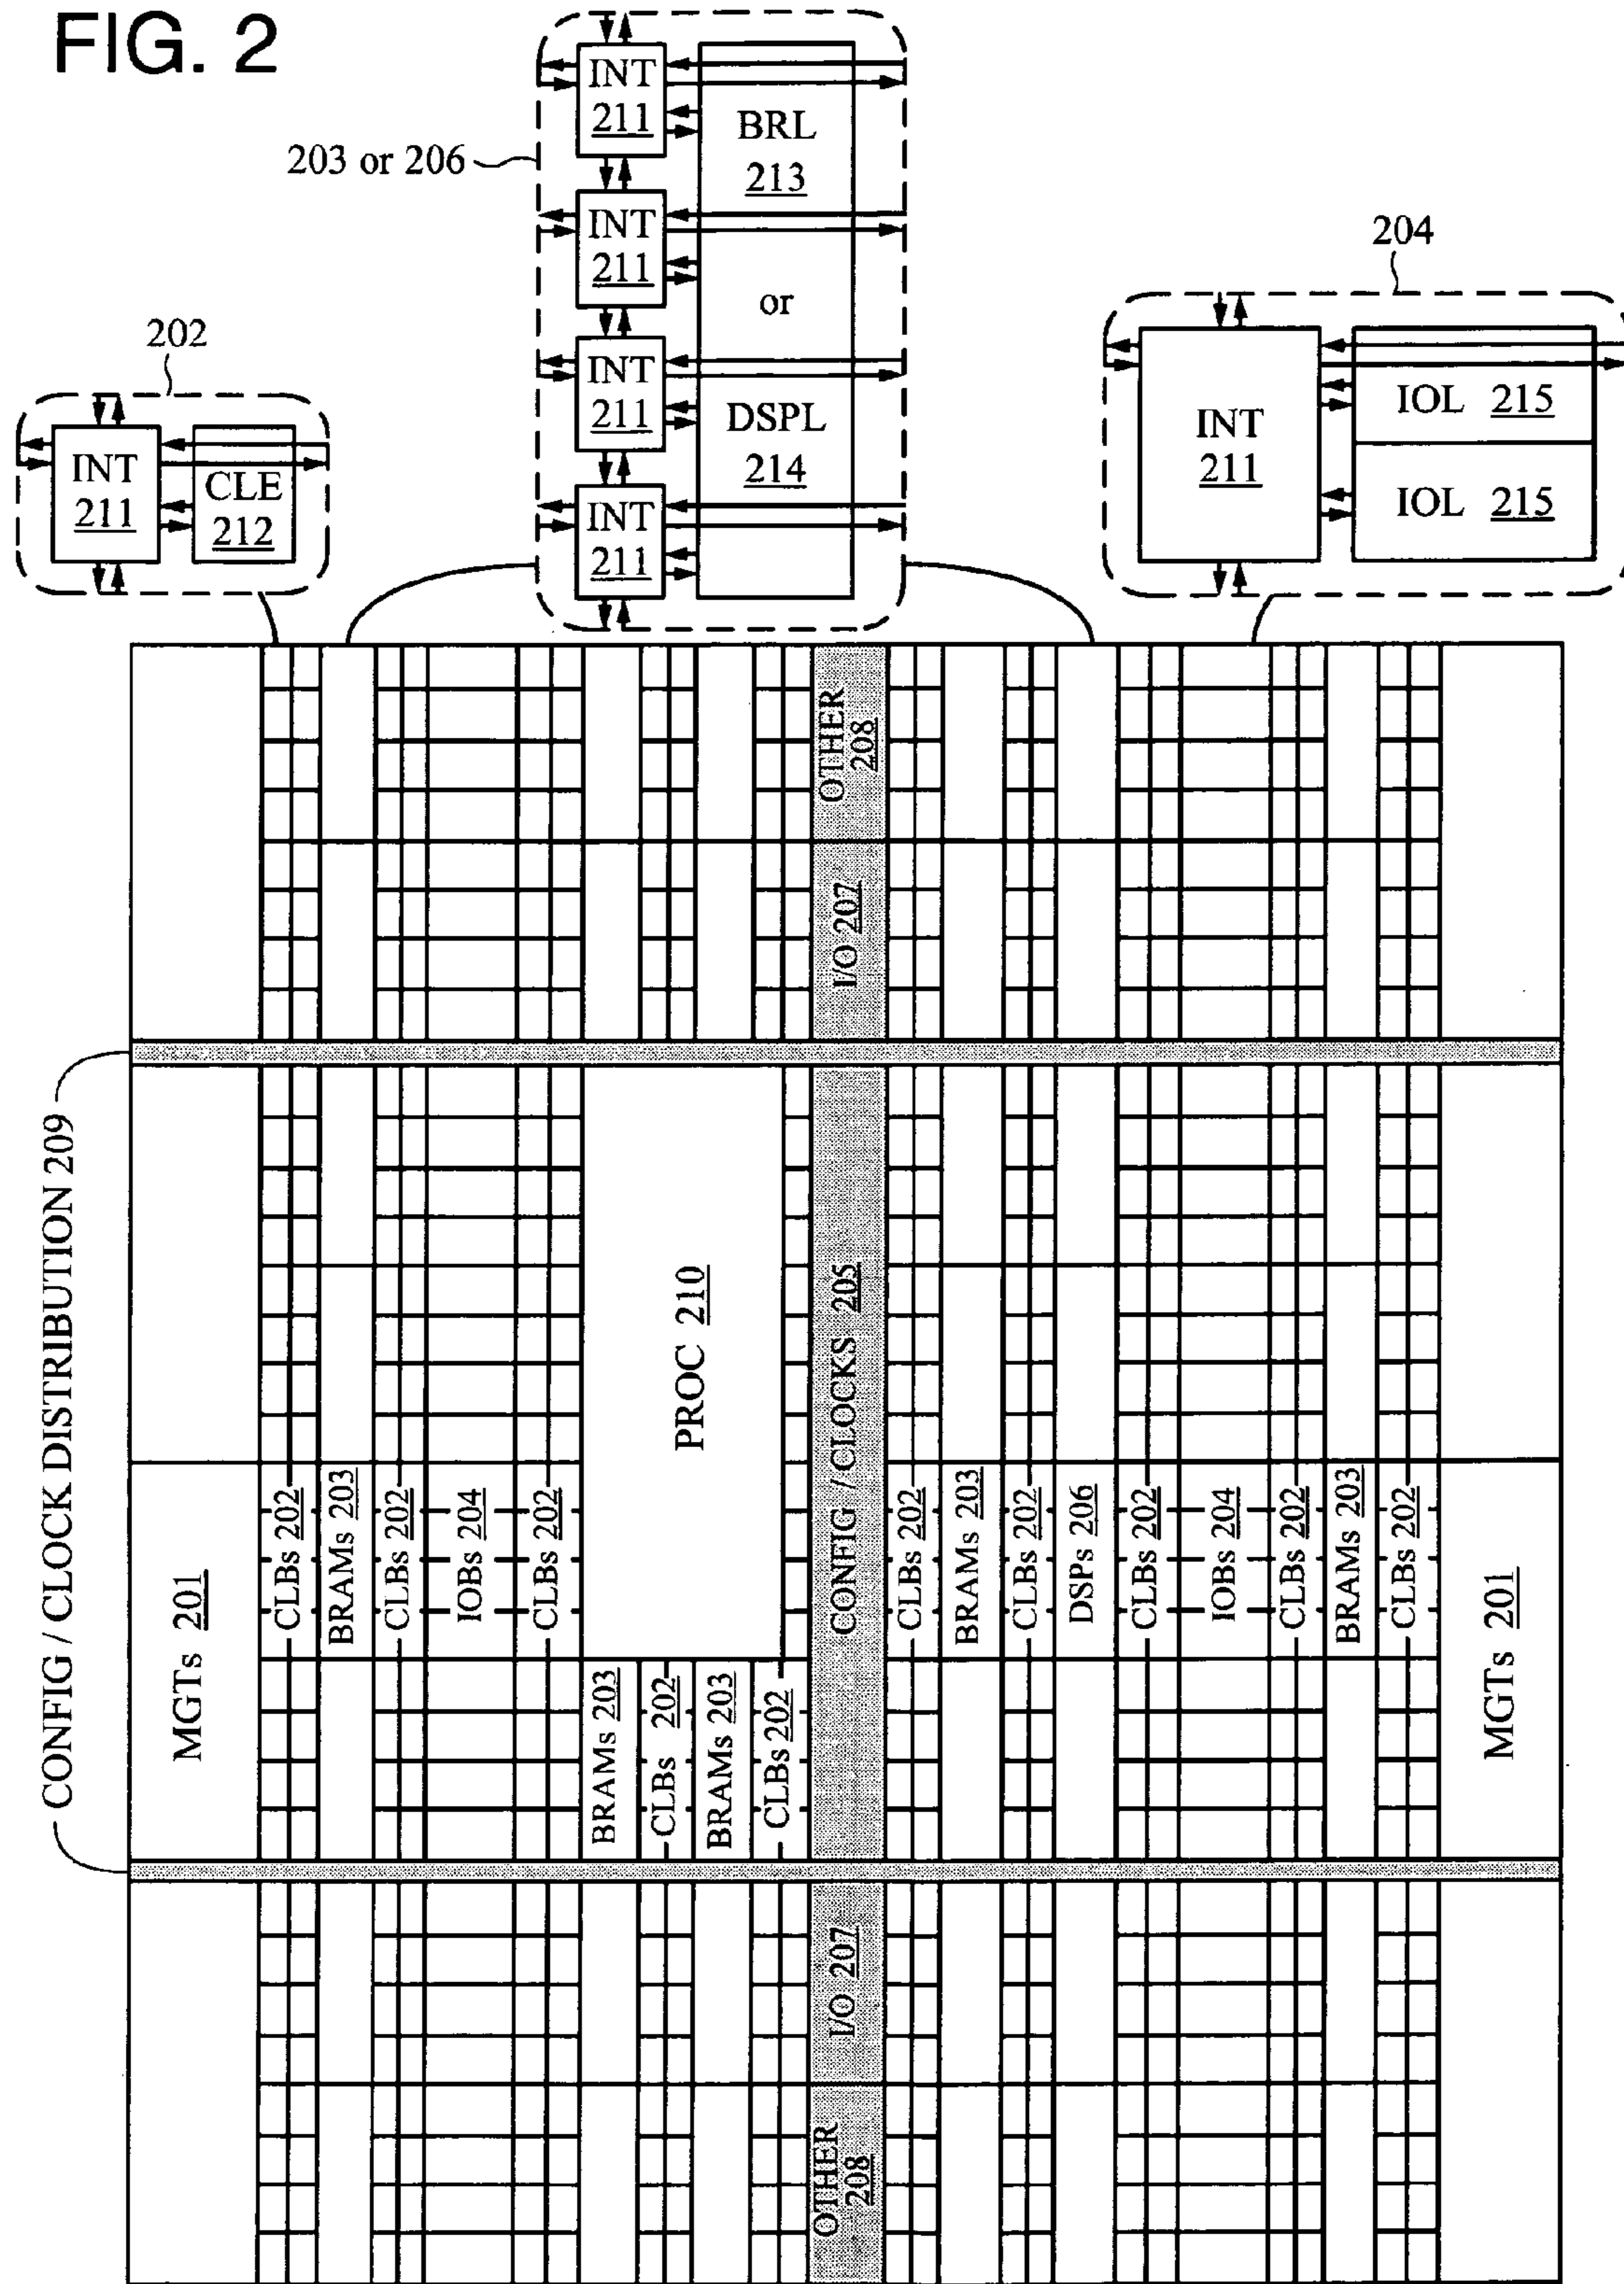 FIG. 2
203 or 206
INT
211
INT
211
INT
211
INT
211
BRL
213
or
DSPL
214
202
INT
211
CLE
212
204
INT
211
IOL 215
IOL 215
OTHER
208
I/O 207
CONFIG / CLOCK DISTRIBUTION 209
PROC 210
CONFIG / CLOCKS 205
MGTs 201
CLBs 202
BRAMs 203
CLBs 202
IOBs 204
CLBs 202
BRAMs 203
CLBs 202
BRAMs 203
CLBs 202
CLBs 202
BRAMs 203
CLBs 202
DSPs 206
CLBs 202
IOBs 204
CLBs 202
BRAMs 203
CLBs 202
MGTs 201
I/O 207
OTHER
208